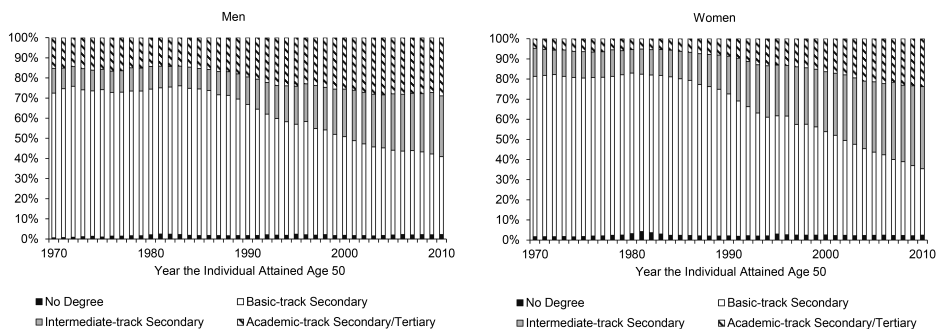 Men
100%
90%
80%
70%
60%
50%
40%
30%
20%
10%
0%
1970 1980 1990 2000 2010
Year the Individual Attained Age 50
No Degree Basic-track Secondary
Intermediate-track Secondary Academic-track Secondary/Tertiary
Women
100%
90%
80%
70%
60%
50%
40%
30%
20%
10%
0%
1970 1980 1990 2000 2010
Year the Individual Attained Age 50
No Degree Basic-track Secondary
Intermediate-track Secondary Academic-track Secondary/Tertiary